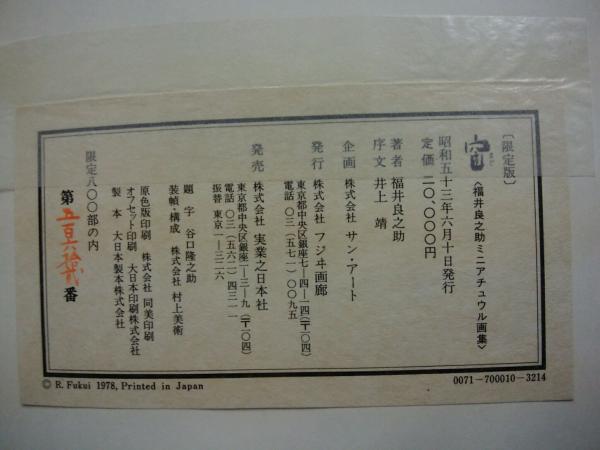 〔限定版〕
窓〈福井良之助ミニアチュウル画集〉
まど
昭和五十三年六月十日発行
定価 二〇、〇〇〇円
著者 福井良之助
序文 井上 靖
企画 株式会社 サン・アート
発行 株式会社 フジヰ画廊
東京都中央区銀座七―四―一四(〒一〇四)
電話 〇三(五七一)〇〇九五
発売 株式会社 実業之日本社
東京都中央区銀座一―三―九(〒一〇四)
電話 〇三(五六二)四三一一
振替 東京一―三二六
題字 谷口隆之助
装幀・構成 株式会社 村上美術
原色版印刷 株式会社 同美印刷
オフセット印刷 大日本印刷株式会社
製本 大日本製本株式会社
限定八〇〇部の内
第五百六拾弐番
© R. Fukui 1978, Printed in Japan
0071-700010-3214